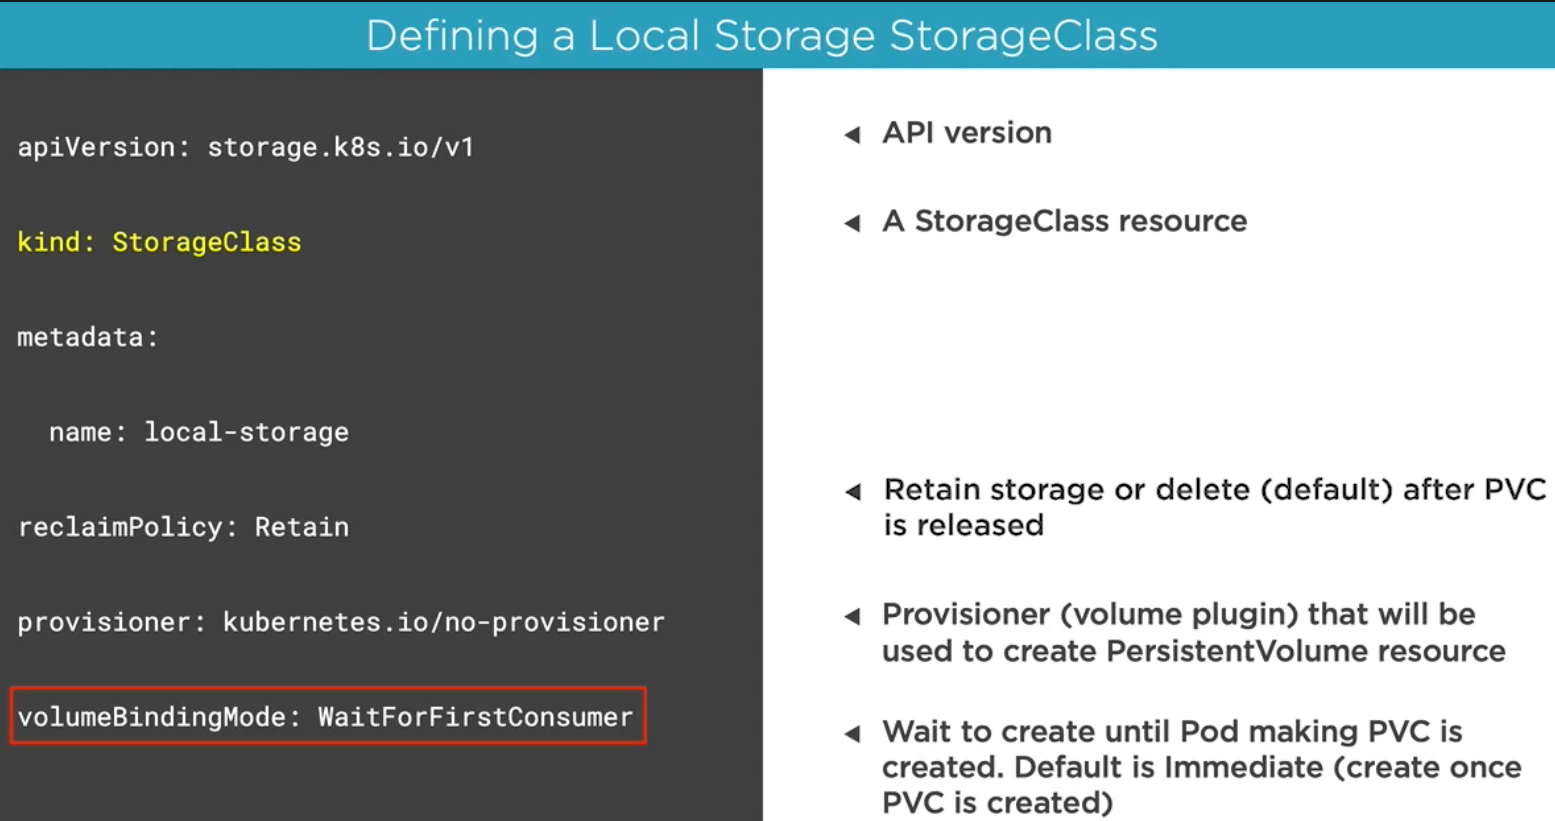 Defining a Local Storage StorageClass
apiVersion: storage.k8s.io/v1
kind: StorageClass
metadata:
  name: local-storage
reclaimPolicy: Retain
provisioner: kubernetes.io/no-provisioner
volumeBindingMode: WaitForFirstConsumer
API version
A StorageClass resource
Retain storage or delete (default) after PVC
is released
Provisioner (volume plugin) that will be
used to create PersistentVolume resource
Wait to create until Pod making PVC is
created. Default is Immediate (create once
PVC is created)